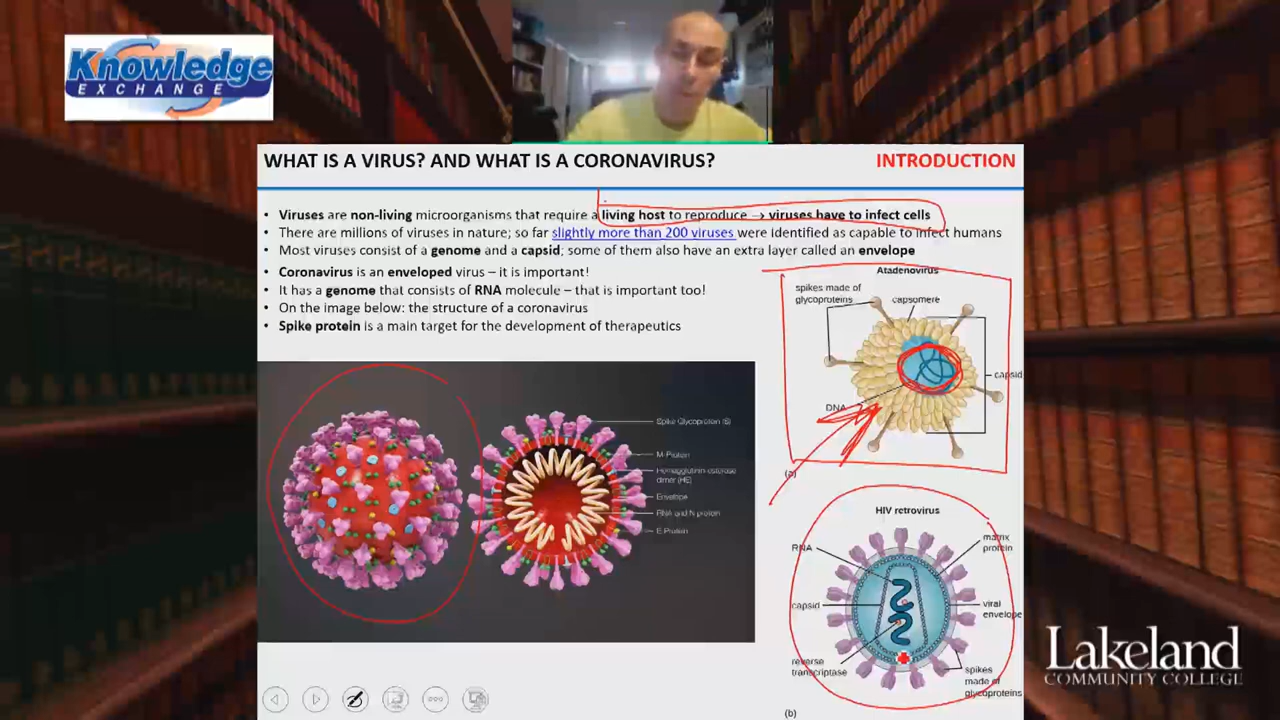 Knowledge
EXCHANGE
WHAT IS A VIRUS? AND WHAT IS A CORONAVIRUS?
INTRODUCTION
• Viruses are non-living microorganisms that require a living host to reproduce → viruses have to infect cells
• There are millions of viruses in nature; so far slightly more than 200 viruses were identified as capable to infect humans
• Most viruses consist of a genome and a capsid; some of them also have an extra layer called an envelope
• Coronavirus is an enveloped virus – it is important!
• It has a genome that consists of RNA molecule – that is important too!
• On the image below: the structure of a coronavirus
• Spike protein is a main target for the development of therapeutics
Spike Glycoprotein (S)
M-Protein
Hemagglutinin-esterase
dimer (HE)
Envelope
RNA and N protein
E-Protein
Atadenovirus
spikes made of
glycoproteins
capsomere
capsid
DNA
(a)
HIV retrovirus
RNA
matrix
protein
capsid
viral
envelope
reverse
transcriptase
spikes
made of
glycoproteins
(b)
Lakeland
COMMUNITY COLLEGE